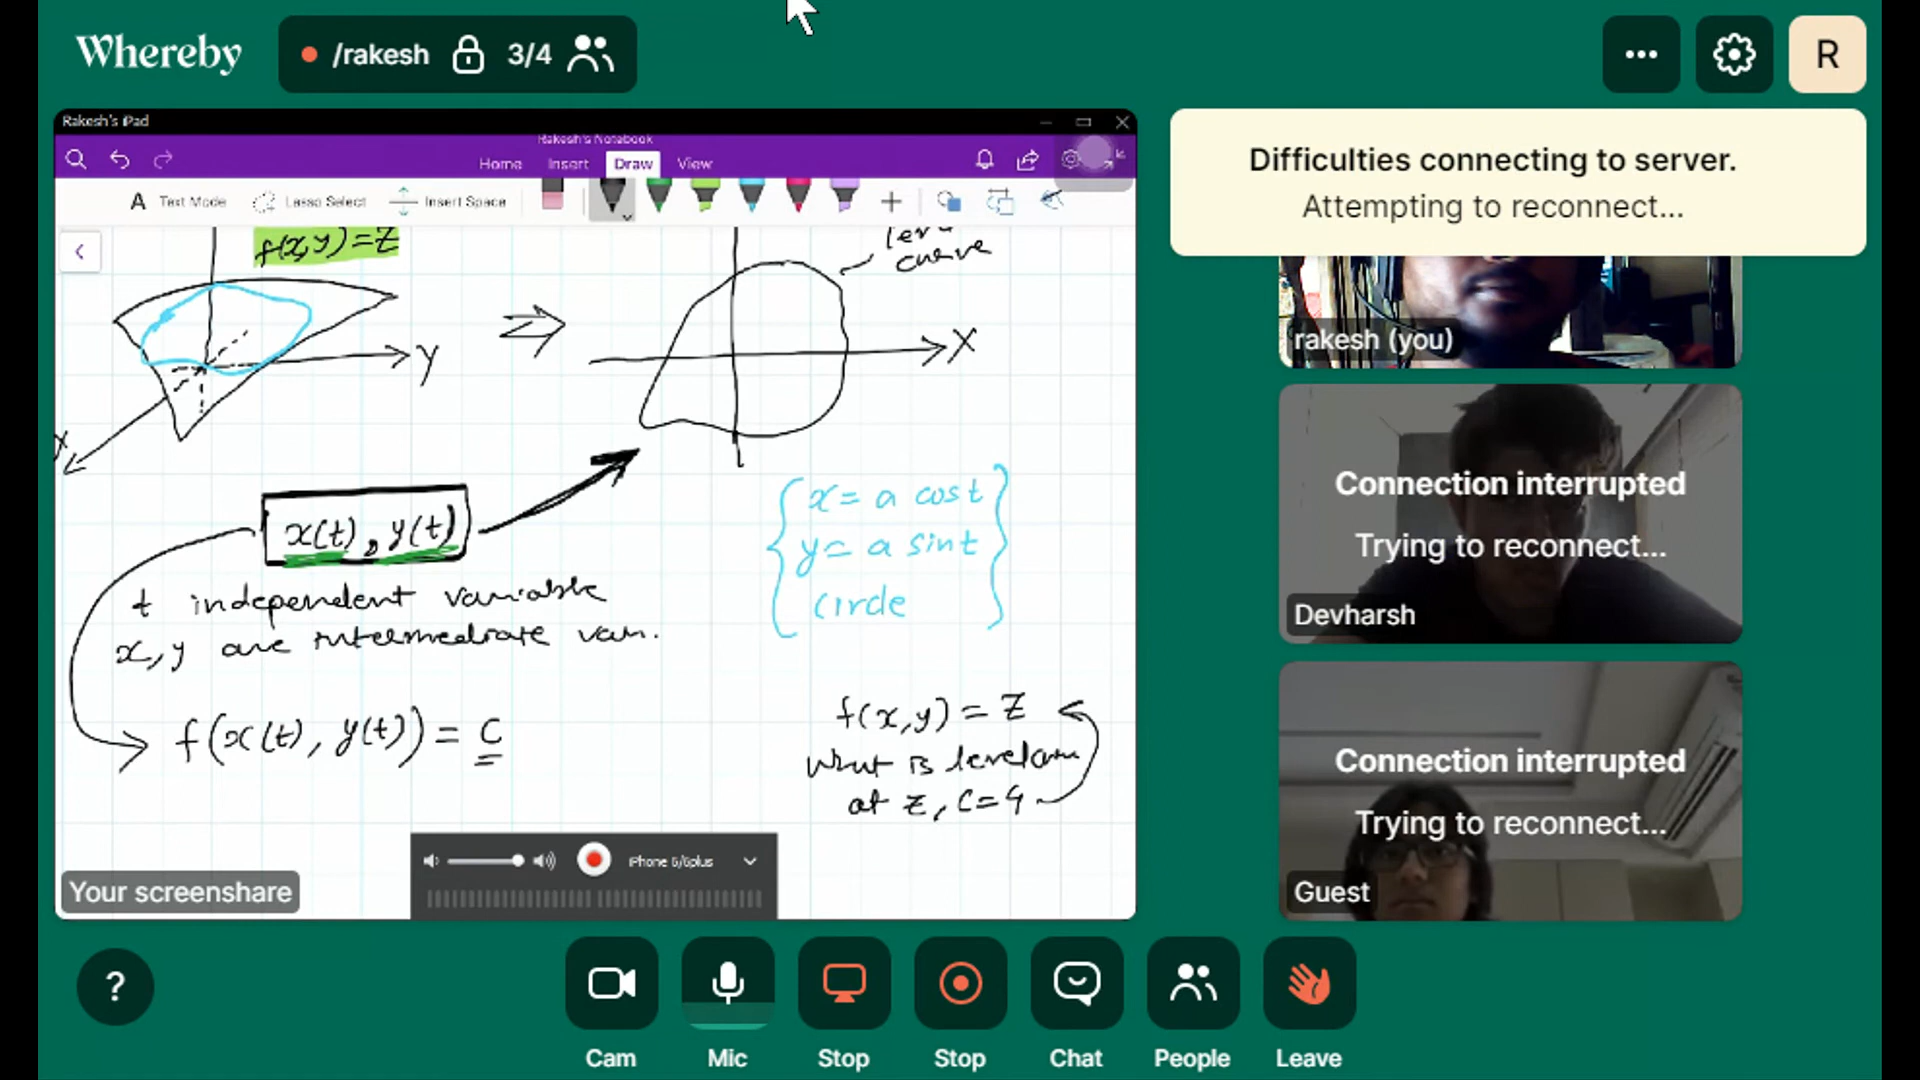 Whereby
/rakesh 3/4
R
Rakesh's iPad
Rakesh's Notebook
Home Insert Draw View
A Text Mode Lasso Select Insert Space
Difficulties connecting to server.
Attempting to reconnect...
f(x,y)=Z
curve
Y
X
X
x(t), y(t)
x = a cost
y = a sint
circle
t independent variable
x, y are intermediate var.
f(x(t), y(t)) = C
f(x,y) = Z
What is level
at Z, C=4
iPhone 6/6plus
Your screenshare
rakesh (you)
Connection interrupted
Trying to reconnect...
Devharsh
Connection interrupted
Trying to reconnect...
Guest
?
Cam Mic Stop Stop Chat People Leave